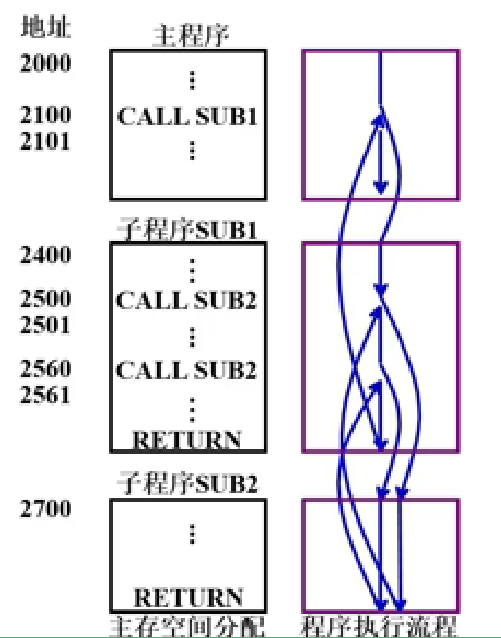 地址
主程序
2000
⋮
2100 CALL SUB1
2101
⋮
子程序SUB1
2400
⋮
2500 CALL SUB2
2501
⋮
2560 CALL SUB2
2561
⋮
RETURN
子程序SUB2
2700
⋮
RETURN
主存空间分配 程序执行流程